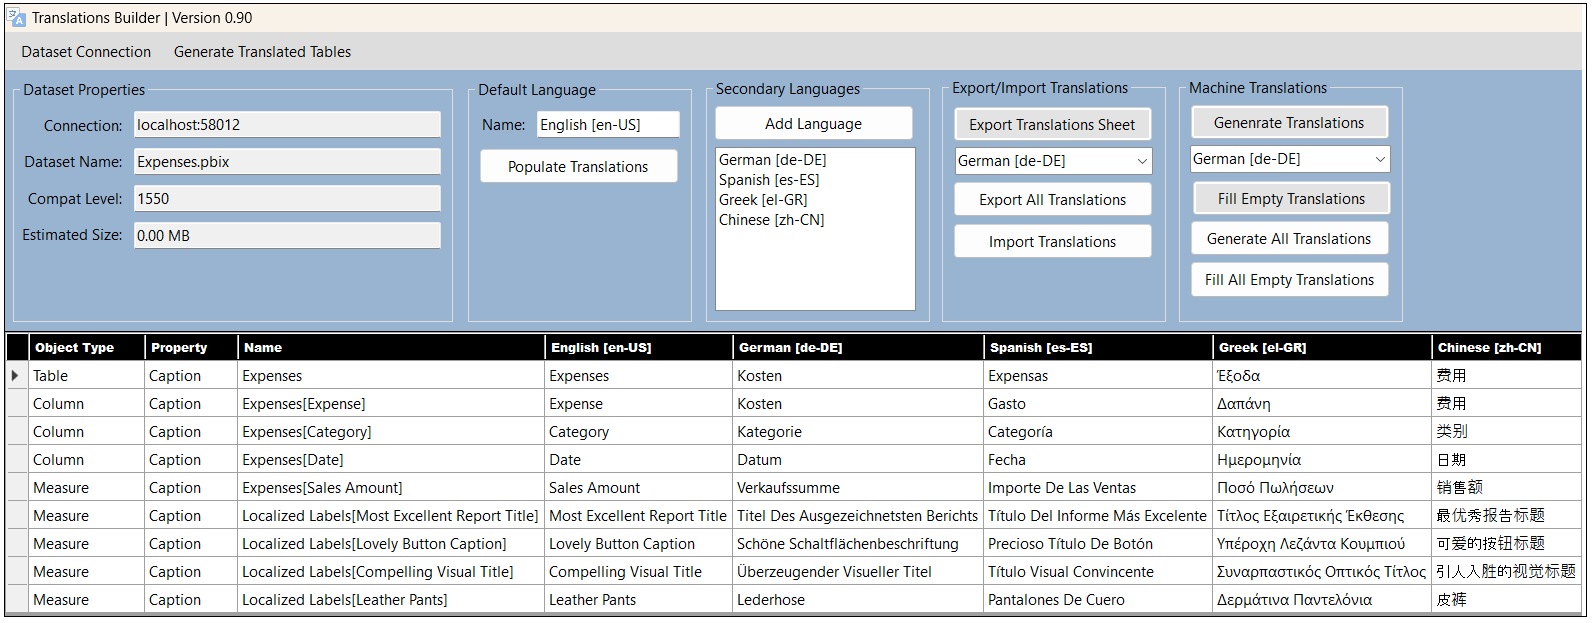 Translations Builder | Version 0.90
Dataset Connection Generate Translated Tables
Dataset Properties
Connection: localhost:58012
Dataset Name: Expenses.pbix
Compat Level: 1550
Estimated Size: 0.00 MB
Default Language
Name: English [en-US]
Populate Translations
Secondary Languages
Add Language
German [de-DE]
Spanish [es-ES]
Greek [el-GR]
Chinese [zh-CN]
Export/Import Translations
Export Translations Sheet
German [de-DE]
Export All Translations
Import Translations
Machine Translations
Genenrate Translations
German [de-DE]
Fill Empty Translations
Generate All Translations
Fill All Empty Translations
Object Type Property Name English [en-US] German [de-DE] Spanish [es-ES] Greek [el-GR] Chinese [zh-CN]
Table Caption Expenses Expenses Kosten Expensas Έξοδα 费用
Column Caption Expenses[Expense] Expense Kosten Gasto Δαπάνη 费用
Column Caption Expenses[Category] Category Kategorie Categoría Κατηγορία 类别
Column Caption Expenses[Date] Date Datum Fecha Ημερομηνία 日期
Measure Caption Expenses[Sales Amount] Sales Amount Verkaufssumme Importe De Las Ventas Ποσό Πωλήσεων 销售额
Measure Caption Localized Labels[Most Excellent Report Title] Most Excellent Report Title Titel Des Ausgezeichnetsten Berichts Título Del Informe Más Excelente Τίτλος Εξαιρετικής Έκθεσης 最优秀报告标题
Measure Caption Localized Labels[Lovely Button Caption] Lovely Button Caption Schöne Schaltflächenbeschriftung Precioso Título De Botón Υπέροχη Λεζάντα Κουμπιού 可爱的按钮标题
Measure Caption Localized Labels[Compelling Visual Title] Compelling Visual Title Überzeugender Visueller Titel Título Visual Convincente Συναρπαστικός Οπτικός Τίτλος 引人入胜的视觉标题
Measure Caption Localized Labels[Leather Pants] Leather Pants Lederhose Pantalones De Cuero Δερμάτινα Παντελόνια 皮裤